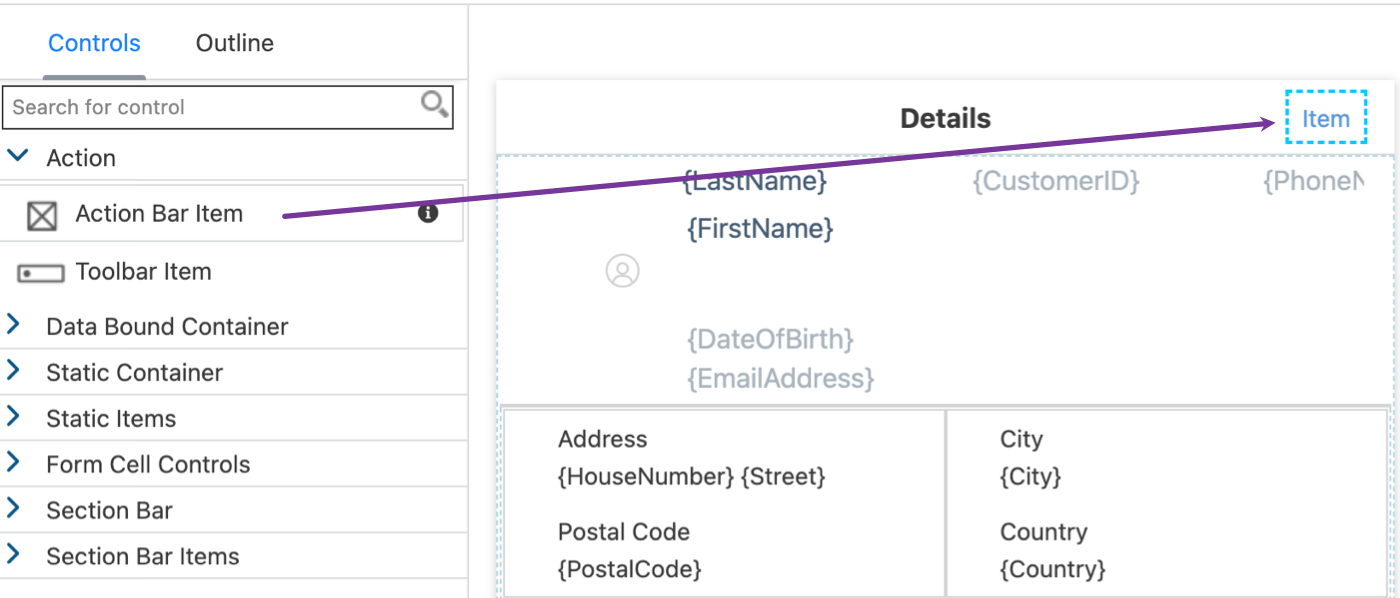 Controls
Outline
Search for control
Action
Action Bar Item
Toolbar Item
Data Bound Container
Static Container
Static Items
Form Cell Controls
Section Bar
Section Bar Items
Details
Item
{LastName}
{CustomerID}
{PhoneN
{FirstName}
{DateOfBirth}
{EmailAddress}
Address
{HouseNumber} {Street}
City
{City}
Postal Code
{PostalCode}
Country
{Country}